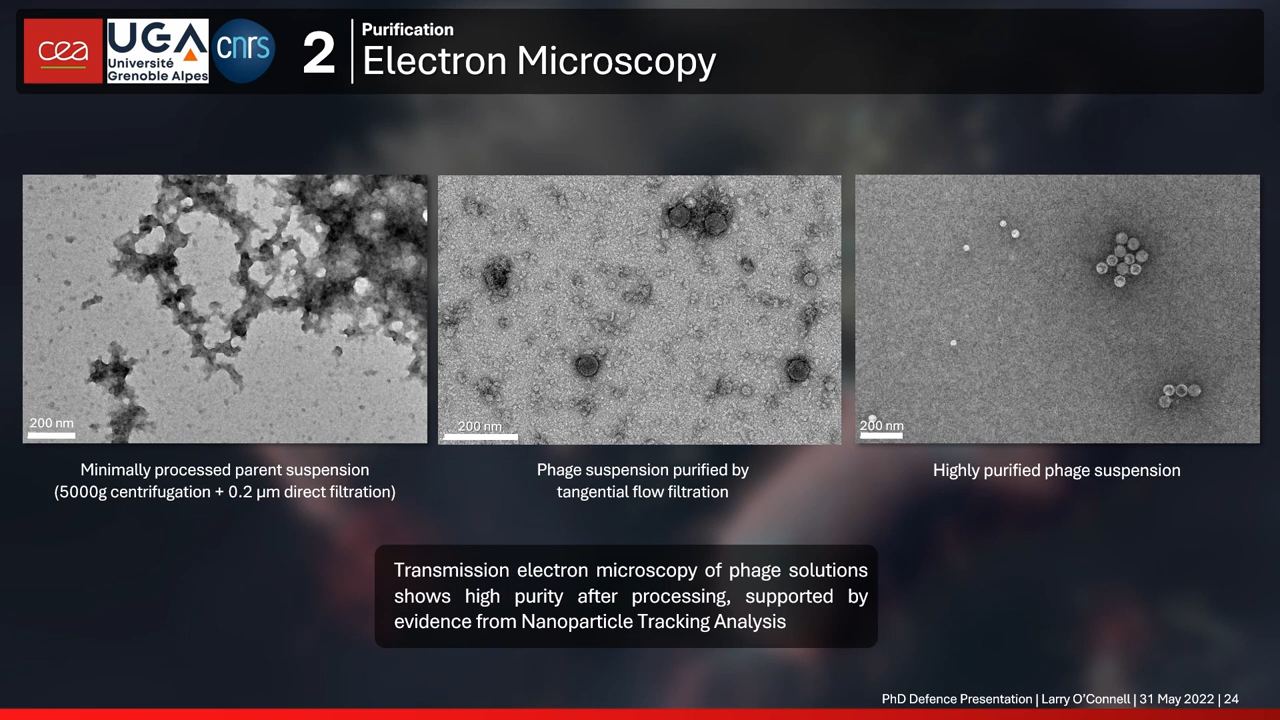 cea
UGA
Université
Grenoble Alpes
cnrs
2
Purification
Electron Microscopy
200 nm
200 nm
200 nm
Minimally processed parent suspension
(5000g centrifugation + 0.2 µm direct filtration)
Phage suspension purified by
tangential flow filtration
Highly purified phage suspension
Transmission electron microscopy of phage solutions
shows high purity after processing, supported by
evidence from Nanoparticle Tracking Analysis
PhD Defence Presentation | Larry O’Connell | 31 May 2022 | 24